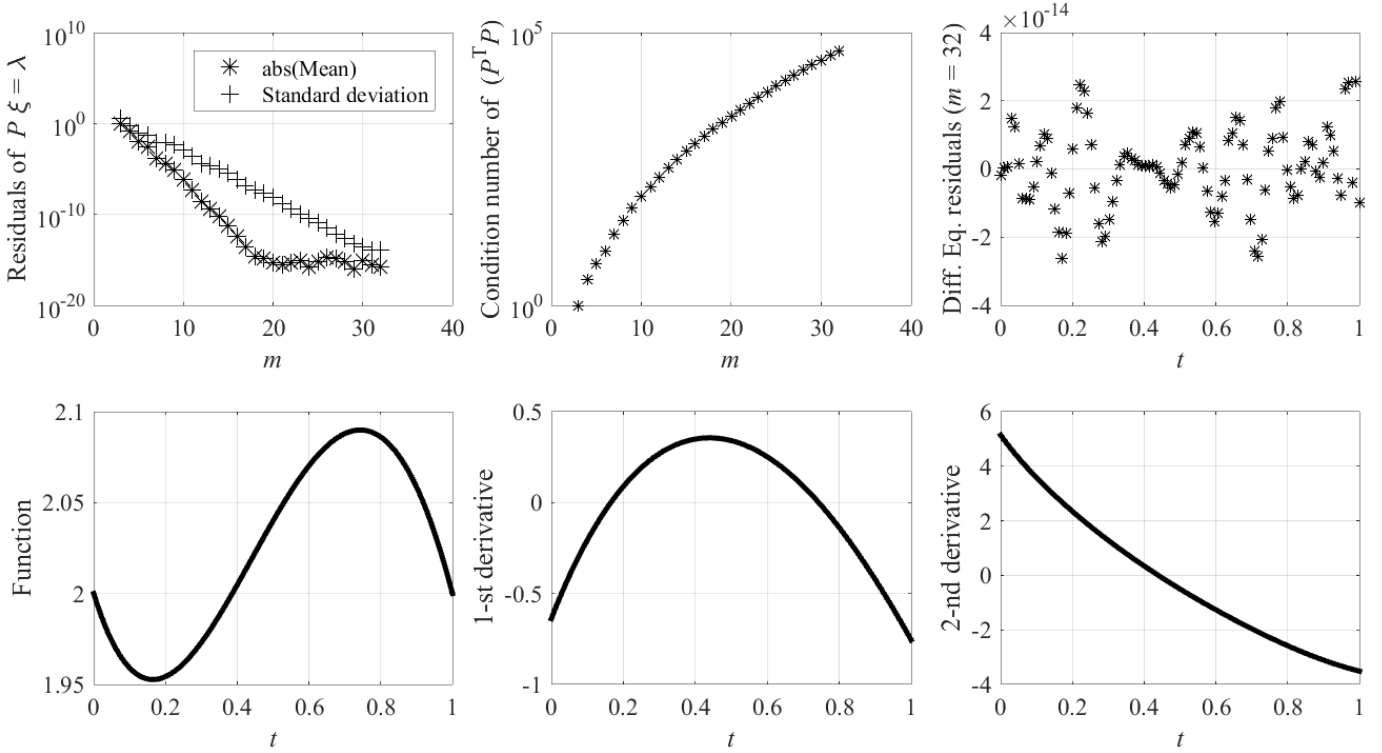 Residuals of P ξ = λ
10^10
10^0
10^-10
10^-20
abs(Mean)
Standard deviation
0 10 20 30 40
m
Condition number of (P^T P)
10^5
10^0
0 10 20 30 40
m
Diff. Eq. residuals (m = 32)
×10^-14
4
2
0
-2
-4
0 0.2 0.4 0.6 0.8 1
t
Function
2.1
2.05
2
1.95
0 0.2 0.4 0.6 0.8 1
t
1-st derivative
0.5
0
-0.5
-1
0 0.2 0.4 0.6 0.8 1
t
2-nd derivative
6
4
2
0
-2
-4
0 0.2 0.4 0.6 0.8 1
t